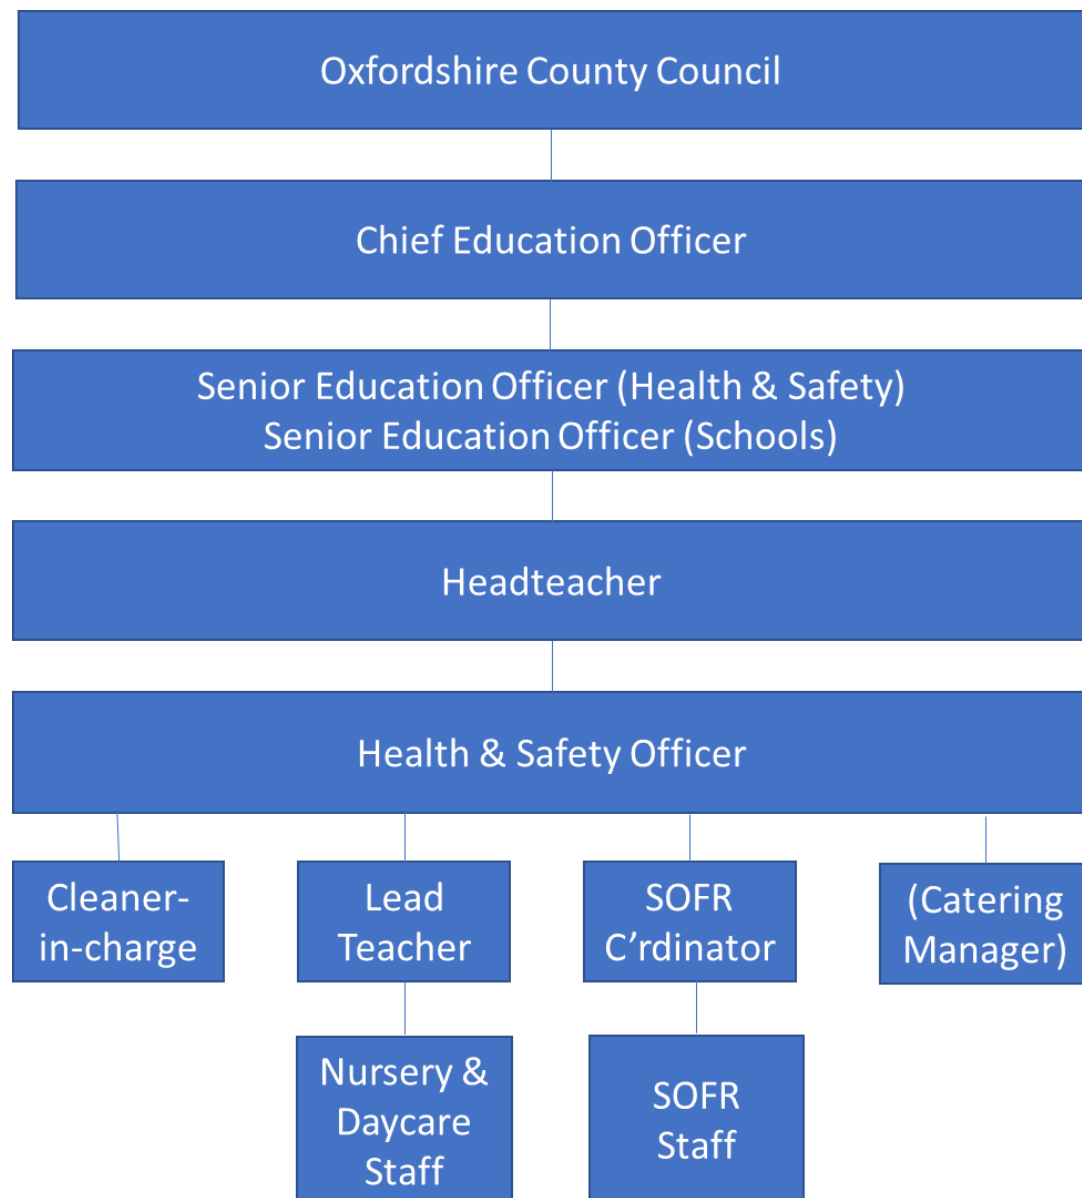 Oxfordshire County Council
Chief Education Officer
Senior Education Officer (Health & Safety)
Senior Education Officer (Schools)
Headteacher
Health & Safety Officer
Cleaner-
in-charge
Lead
Teacher
SOFR
C’rdinator
(Catering
Manager)
Nursery &
Daycare
Staff
SOFR
Staff